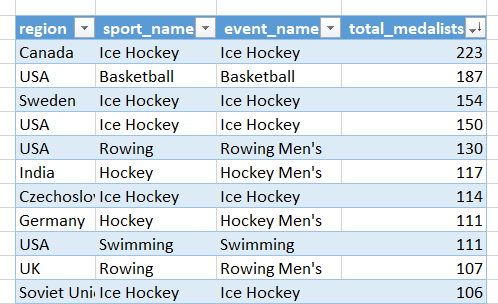 region sport_name event_name total_medalists
Canada Ice Hockey Ice Hockey 223
USA Basketball Basketball 187
Sweden Ice Hockey Ice Hockey 154
USA Ice Hockey Ice Hockey 150
USA Rowing Rowing Men's 130
India Hockey Hockey Men's 117
Czechoslov Ice Hockey Ice Hockey 114
Germany Hockey Hockey Men's 111
USA Swimming Swimming 111
UK Rowing Rowing Men's 107
Soviet Unio Ice Hockey Ice Hockey 106